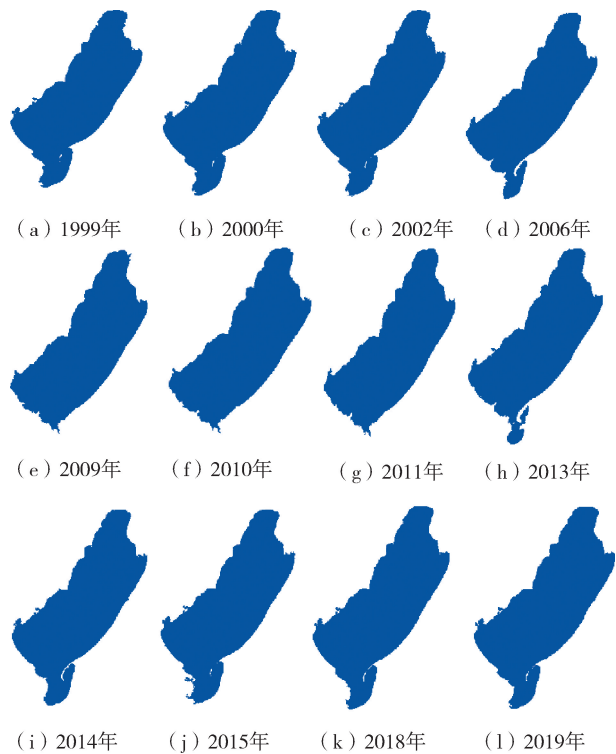 （a）1999年 （b）2000年 （c）2002年 （d）2006年
（e）2009年 （f）2010年 （g）2011年 （h）2013年
（i）2014年 （j）2015年 （k）2018年 （l）2019年